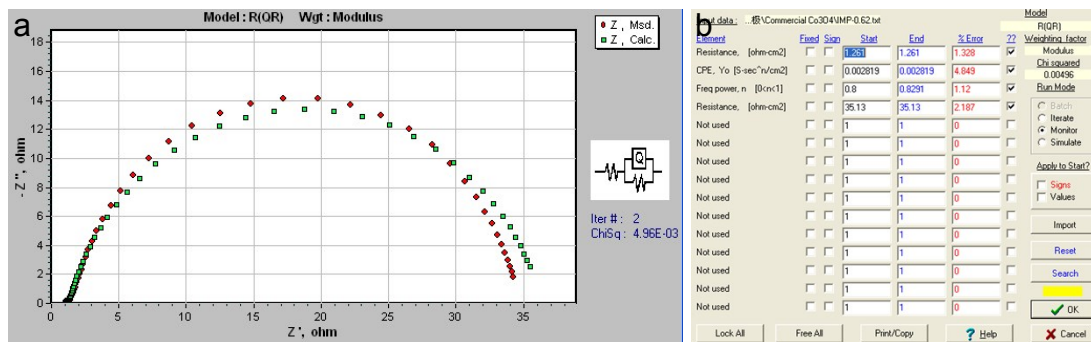 a
Model : R(QR)    Wgt : Modulus
Z , Msd.
Z , Calc.
- Z'', ohm
18
16
14
12
10
8
6
4
2
0
0 5 10 15 20 25 30 35
Z ', ohm
Q
Iter # : 2
ChiSq : 4.96E-03
b
Input data : ...极\Commercial Co3O4\IMP-0.62.txt
Element Fixed Sign Start End % Error ??
Resistance, [ohm-cm2] 1.261 1.261 1.328
CPE, Yo [S-sec^n/cm2] 0.002819 0.002819 4.849
Freq power, n [0<n<1] 0.8 0.8291 1.12
Resistance, [ohm-cm2] 35.13 35.13 2.187
Not used 1 1 0
Not used 1 1 0
Not used 1 1 0
Not used 1 1 0
Not used 1 1 0
Not used 1 1 0
Not used 1 1 0
Not used 1 1 0
Not used 1 1 0
Not used 1 1 0
Not used 1 1 0
Lock All Free All Print/Copy ? Help
Model
R(QR)
Weighting factor
Modulus
Chi squared
0.00496
Run Mode
Batch
Iterate
Monitor
Simulate
Apply to Start?
Signs
Values
Import
Reset
Search
OK
Cancel